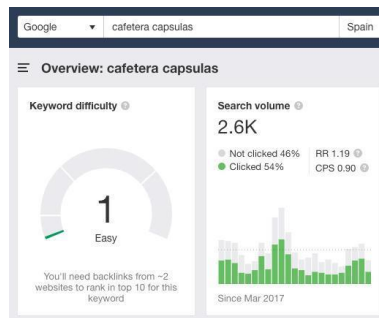 Google ▼ cafetera capsulas Spain
Overview: cafetera capsulas
Keyword difficulty ?
1
Easy
You'll need backlinks from ~2
websites to rank in top 10 for this
keyword
Search volume ?
2.6K
Not clicked 46% RR 1.19 ?
Clicked 54% CPS 0.90 ?
Since Mar 2017